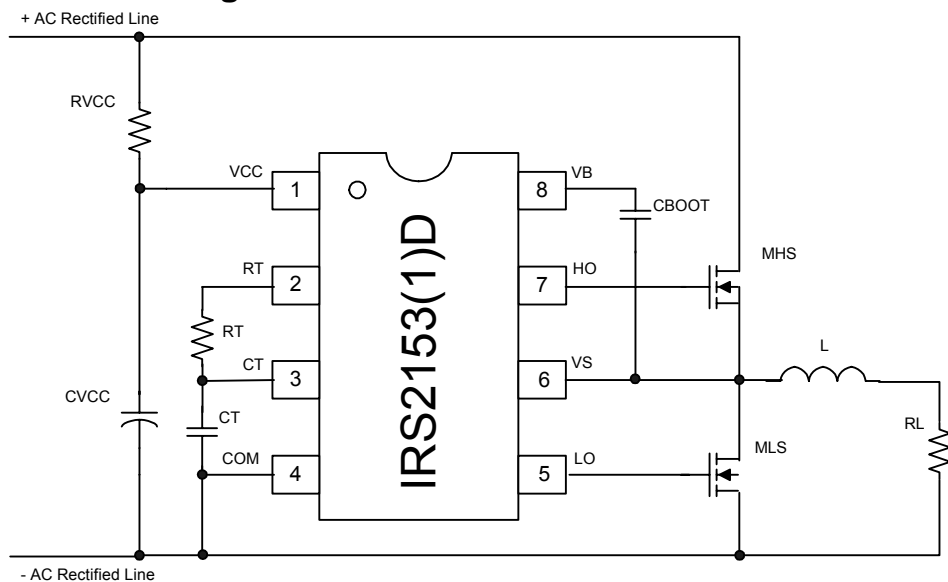 + AC Rectified Line
RVCC
VCC
1
8
VB
CBOOT
MHS
RT
2
7
HO
RT
IRS2153(1)D
L
CT
3
6
VS
CVCC
CT
RL
MLS
COM
4
5
LO
- AC Rectified Line